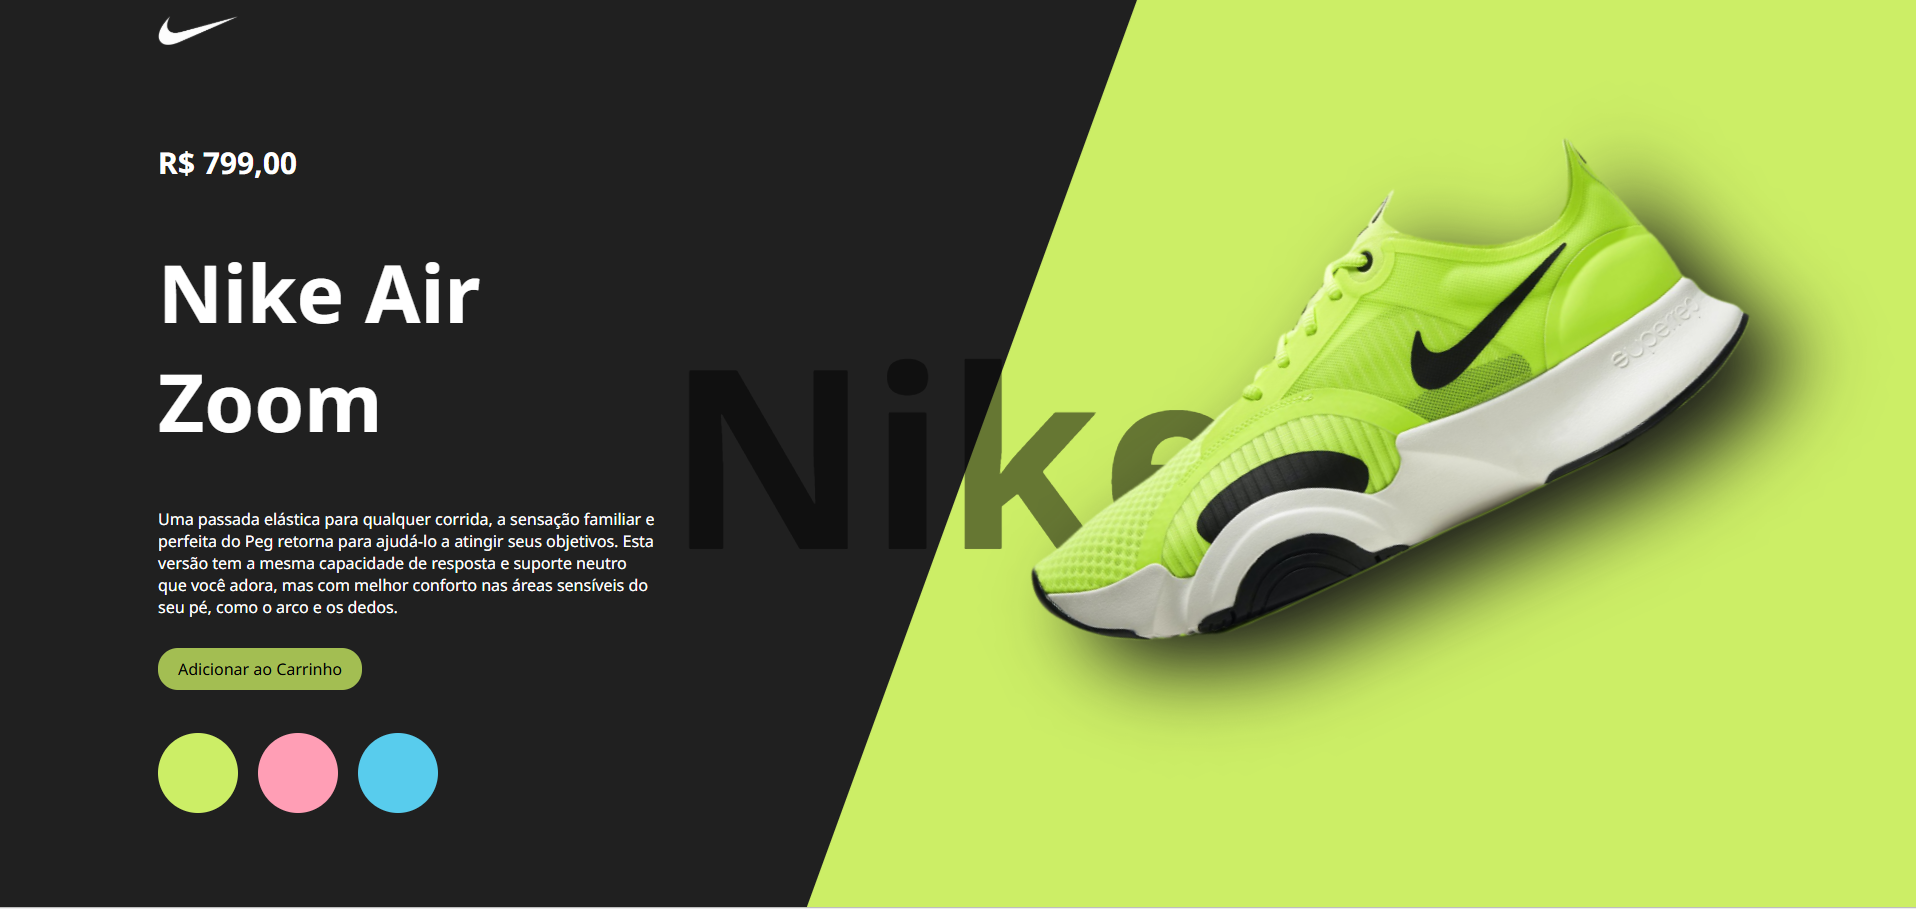 R$ 799,00
Nike Air
Zoom
Nike
Uma passada elástica para qualquer corrida, a sensação familiar e
perfeita do Peg retorna para ajudá-lo a atingir seus objetivos. Esta
versão tem a mesma capacidade de resposta e suporte neutro
que você adora, mas com melhor conforto nas áreas sensíveis do
seu pé, como o arco e os dedos.
Adicionar ao Carrinho
superrep